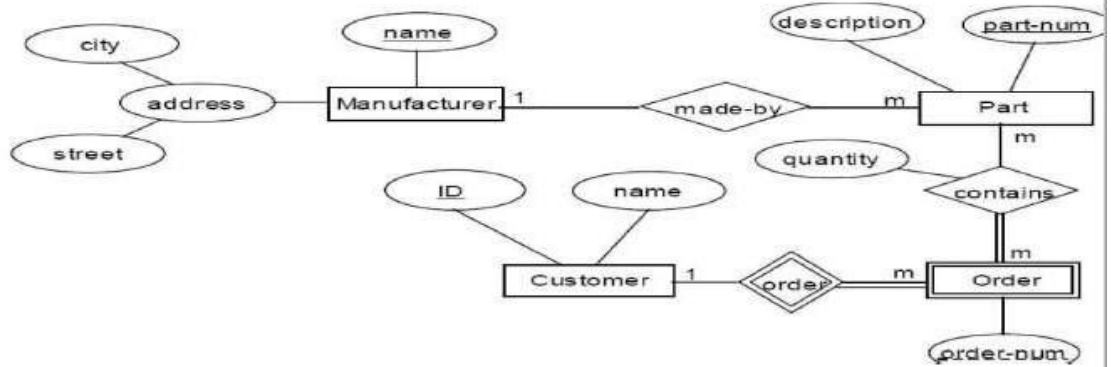 description
part-num
name
city
address
Manufacturer
1
made-by
m
Part
m
street
quantity
ID
name
contains
m
Customer
1
order
m
Order
order-num